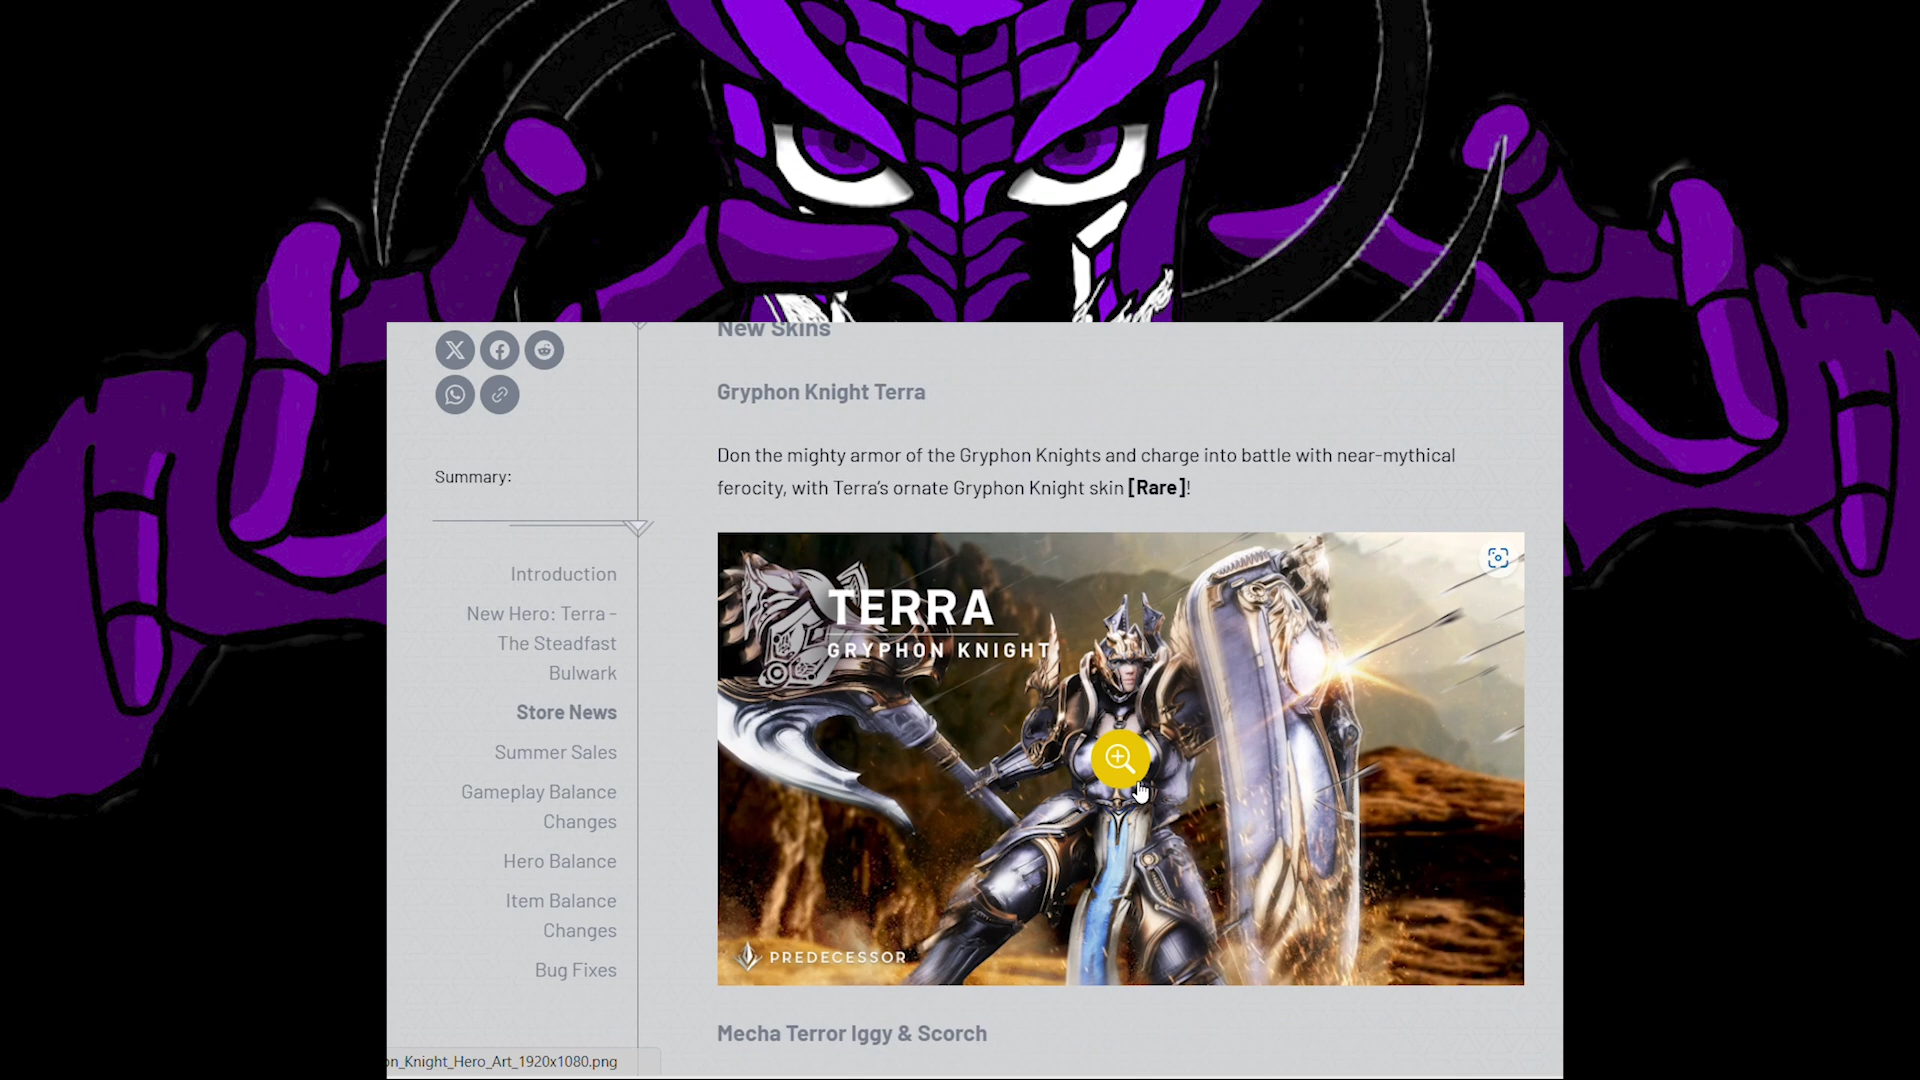 New Skins
Gryphon Knight Terra
Don the mighty armor of the Gryphon Knights and charge into battle with near-mythical
ferocity, with Terra's ornate Gryphon Knight skin [Rare]!
Summary:
Introduction
New Hero: Terra -
The Steadfast
Bulwark
Store News
Summer Sales
Gameplay Balance
Changes
Hero Balance
Item Balance
Changes
Bug Fixes
TERRA
GRYPHON KNIGHT
PREDECESSOR
Mecha Terror Iggy & Scorch
on_Knight_Hero_Art_1920x1080.png